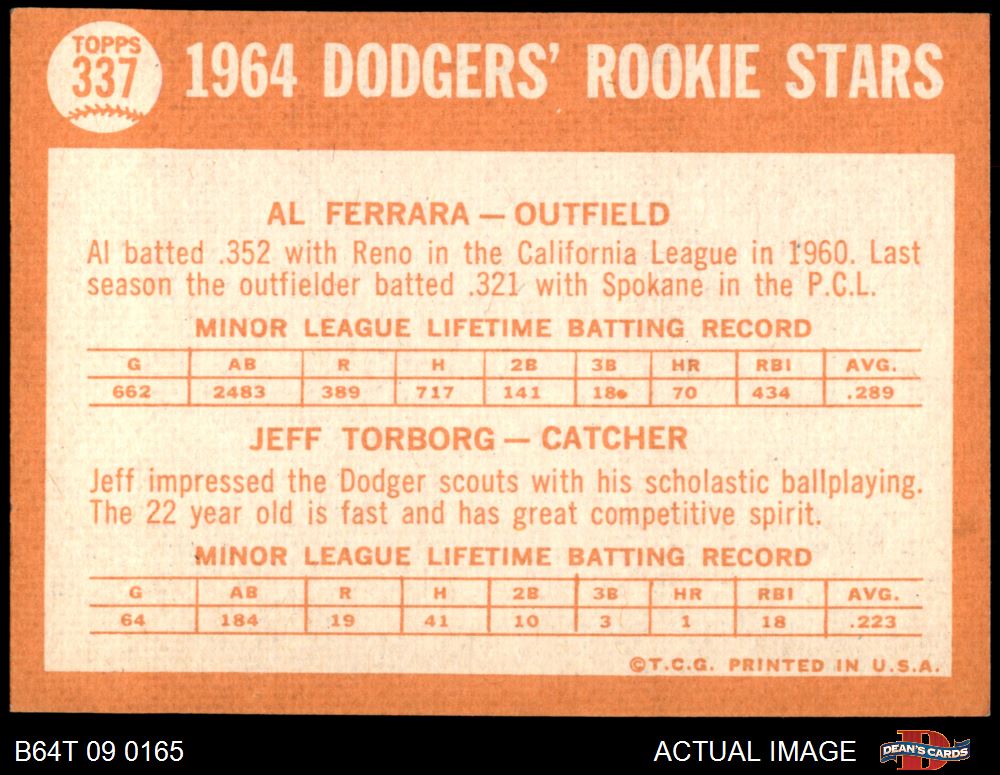 TOPPS
337
1964 DODGERS' ROOKIE STARS
AL FERRARA — OUTFIELD
Al batted .352 with Reno in the California League in 1960. Last
season the outfielder batted .321 with Spokane in the P.C.L.
MINOR LEAGUE LIFETIME BATTING RECORD
G AB R H 2B 3B HR RBI AVG.
662 2483 389 717 141 18 70 434 .289
JEFF TORBORG — CATCHER
Jeff impressed the Dodger scouts with his scholastic ballplaying.
The 22 year old is fast and has great competitive spirit.
MINOR LEAGUE LIFETIME BATTING RECORD
G AB R H 2B 3B HR RBI AVG.
64 184 19 41 10 3 1 18 .223
©T.C.G. PRINTED IN U.S.A.
B64T 09 0165 ACTUAL IMAGE DEAN'S CARDS